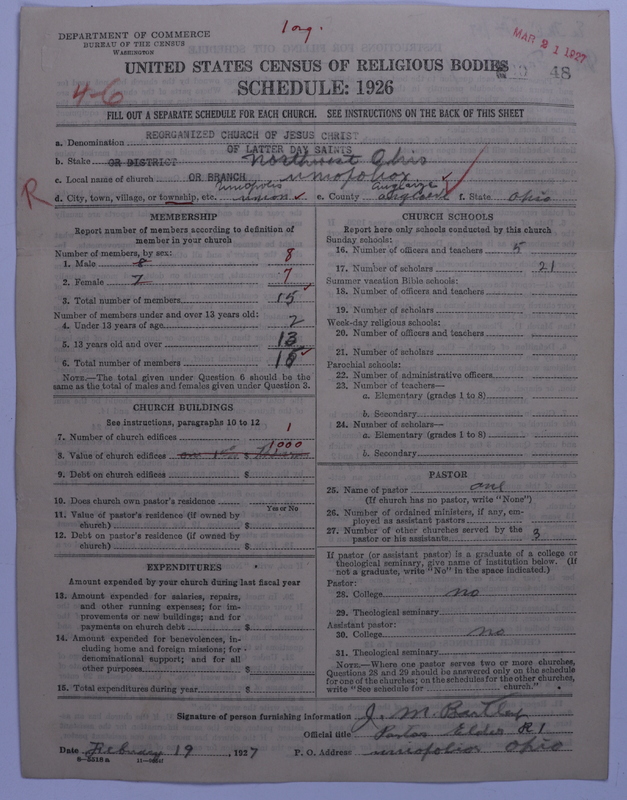 DEPARTMENT OF COMMERCE
BUREAU OF THE CENSUS
WASHINGTON
1 org.
MAR 21 1927
48
UNITED STATES CENSUS OF RELIGIOUS BODIES
SCHEDULE: 1926
4-6
FILL OUT A SEPARATE SCHEDULE FOR EACH CHURCH. SEE INSTRUCTIONS ON THE BACK OF THIS SHEET
a. Denomination REORGANIZED CHURCH OF JESUS CHRIST
OF LATTER DAY SAINTS
b. Stake OR DISTRICT Northwest Ohio
c. Local name of church OR BRANCH uniopolior
R
d. City, town, village, or township, etc. Uniopolis union e. County Auglaize f. State Ohio
MEMBERSHIP
Report number of members according to definition of
member in your church
Number of members, by sex:
1. Male 8 8
2. Female 7 7
3. Total number of members 15
Number of members under and over 13 years old:
4. Under 13 years of age 2
5. 13 years old and over 13
6. Total number of members 15
NOTE.—The total given under Question 6 should be the
same as the total of males and females given under Question 3.
CHURCH BUILDINGS
See instructions, paragraphs 10 to 12
7. Number of church edifices 1
8. Value of church edifices $ 1000
9. Debt on church edifices $
10. Does church own pastor's residence
Yes or No
11. Value of pastor's residence (if owned by
church) $
12. Debt on pastor's residence (if owned by
church) $
EXPENDITURES
Amount expended by your church during last fiscal year
13. Amount expended for salaries, repairs,
and other running expenses; for im-
provements or new buildings; and for
payments on church debt $
14. Amount expended for benevolences, in-
cluding home and foreign missions; for
denominational support; and for all
other purposes $
15. Total expenditures during year $
CHURCH SCHOOLS
Report here only schools conducted by this church
Sunday schools:
16. Number of officers and teachers 5
17. Number of scholars 21
Summer vacation Bible schools:
18. Number of officers and teachers
19. Number of scholars
Week-day religious schools:
20. Number of officers and teachers
21. Number of scholars
Parochial schools:
22. Number of administrative officers
23. Number of teachers—
a. Elementary (grades 1 to 8)
b. Secondary
24. Number of scholars—
a. Elementary (grades 1 to 8)
b. Secondary
PASTOR
25. Name of pastor one
(If church has no pastor, write "None")
26. Number of ordained ministers, if any, em-
ployed as assistant pastors
27. Number of other churches served by the
pastor or his assistants 3
If pastor (or assistant pastor) is a graduate of a college or
theological seminary, give name of institution below. (If
not a graduate, write "No" in the space indicated.)
Pastor:
28. College no
29. Theological seminary
Assistant pastor:
30. College no
31. Theological seminary
NOTE.—Where one pastor serves two or more churches,
Questions 28 and 29 should be answered only on the schedule
for one of the churches; on the schedules for the other churches,
write "See schedule for church."
Signature of person furnishing information J. M. Bartley
Official title Pastor Elder R 1
Date February 19, 1927 P. O. Address uniopolior Ohio